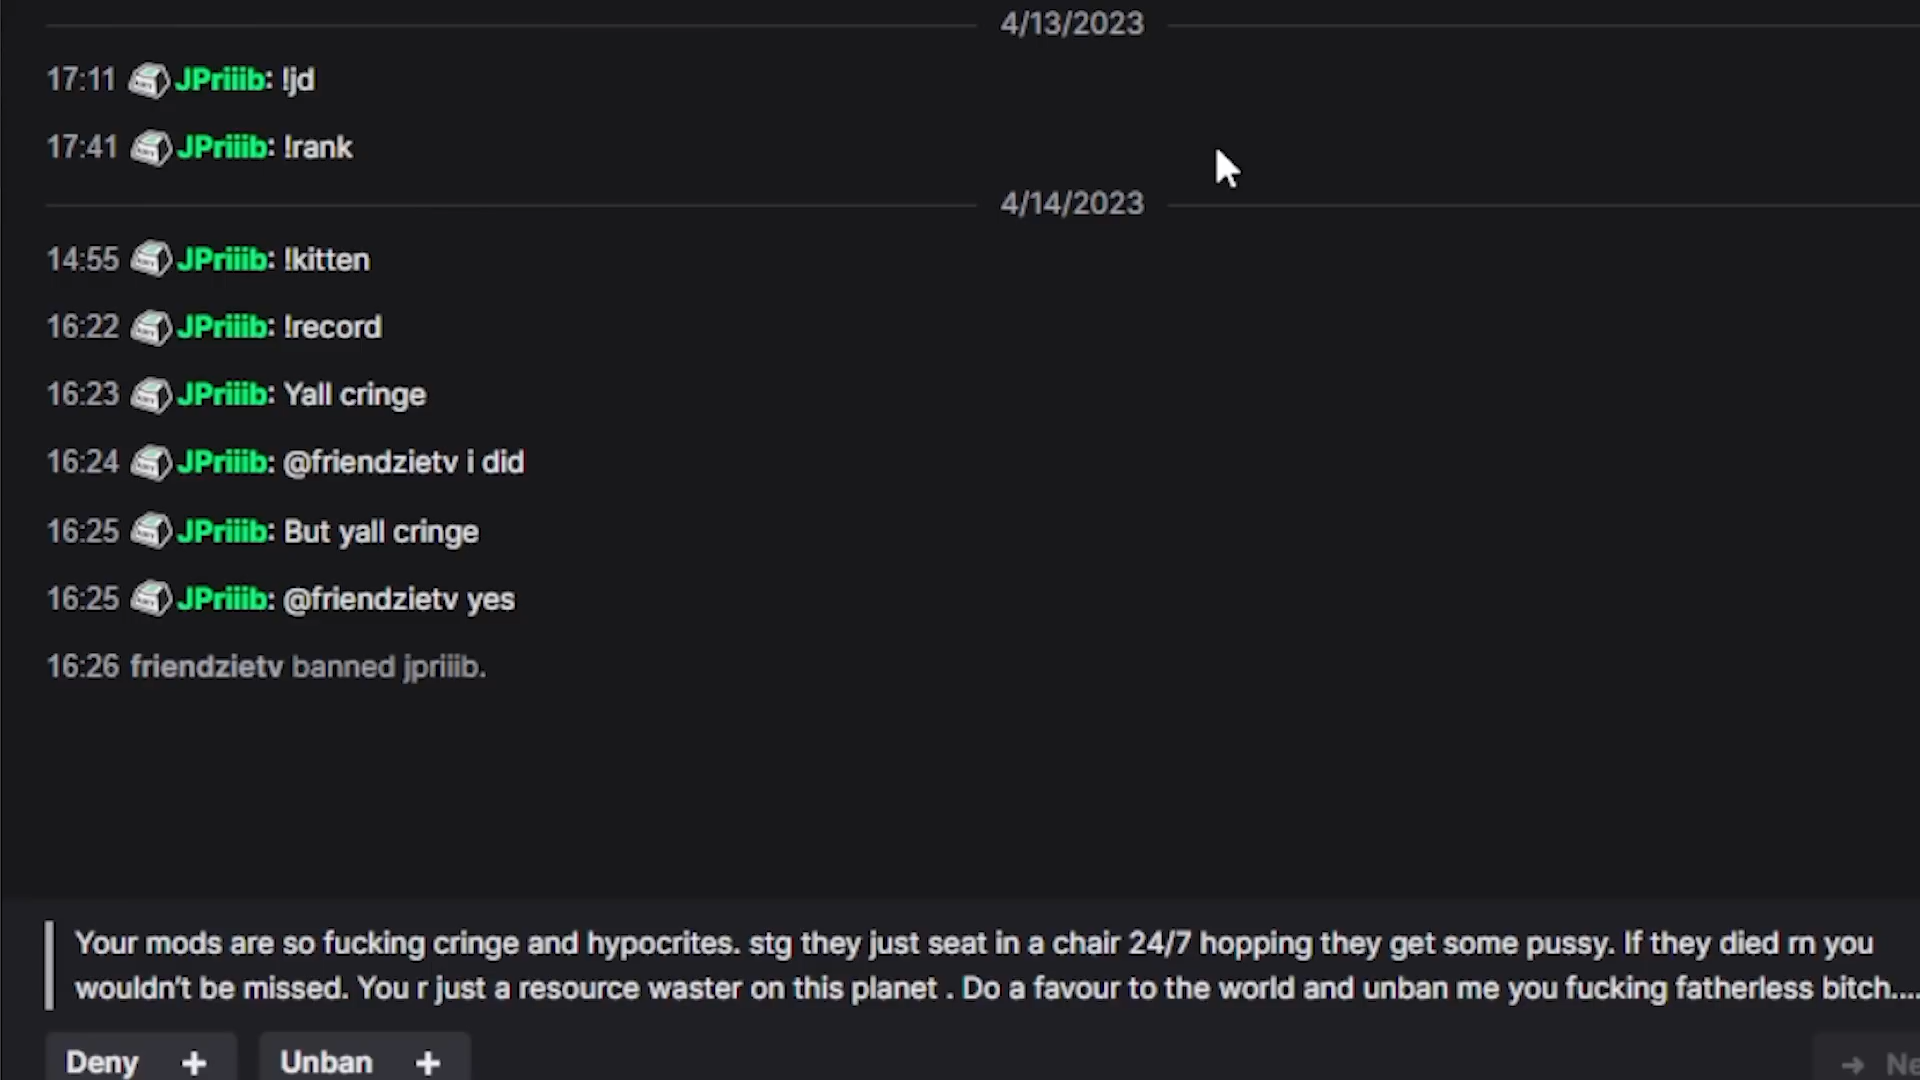 4/13/2023
17:11 JPriiib: !jd
17:41 JPriiib: !rank
4/14/2023
14:55 JPriiib: !kitten
16:22 JPriiib: !record
16:23 JPriiib: Yall cringe
16:24 JPriiib: @friendzietv i did
16:25 JPriiib: But yall cringe
16:25 JPriiib: @friendzietv yes
16:26 friendzietv banned jpriiib.
Your mods are so fucking cringe and hypocrites. stg they just seat in a chair 24/7 hopping they get some pussy. If they died rn you
wouldn't be missed. You r just a resource waster on this planet . Do a favour to the world and unban me you fucking fatherless bitch....
Deny + Unban + → Ne